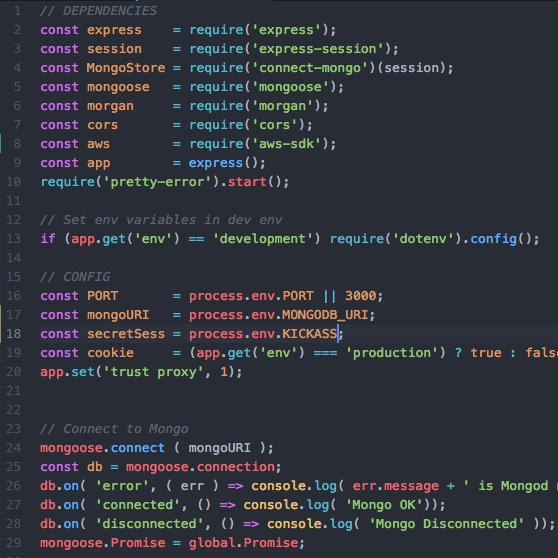 1 // DEPENDENCIES
2 const express    = require('express');
3 const session    = require('express-session');
4 const MongoStore = require('connect-mongo')(session);
5 const mongoose   = require('mongoose');
6 const morgan     = require('morgan');
7 const cors       = require('cors');
8 const aws        = require('aws-sdk');
9 const app        = express();
10 require('pretty-error').start();
11
12 // Set env variables in dev env
13 if (app.get('env') == 'development') require('dotenv').config();
14
15 // CONFIG
16 const PORT       = process.env.PORT || 3000;
17 const mongoURI   = process.env.MONGODB_URI;
18 const secretSess = process.env.KICKASS;
19 const cookie     = (app.get('env') === 'production') ? true : false
20 app.set('trust proxy', 1);
21
22
23 // Connect to Mongo
24 mongoose.connect ( mongoURI );
25 const db = mongoose.connection;
26 db.on( 'error', ( err ) => console.log( err.message + ' is Mongod
27 db.on( 'connected', () => console.log( 'Mongo OK'));
28 db.on( 'disconnected', () => console.log( 'Mongo Disconnected' ));
29 mongoose.Promise = global.Promise;